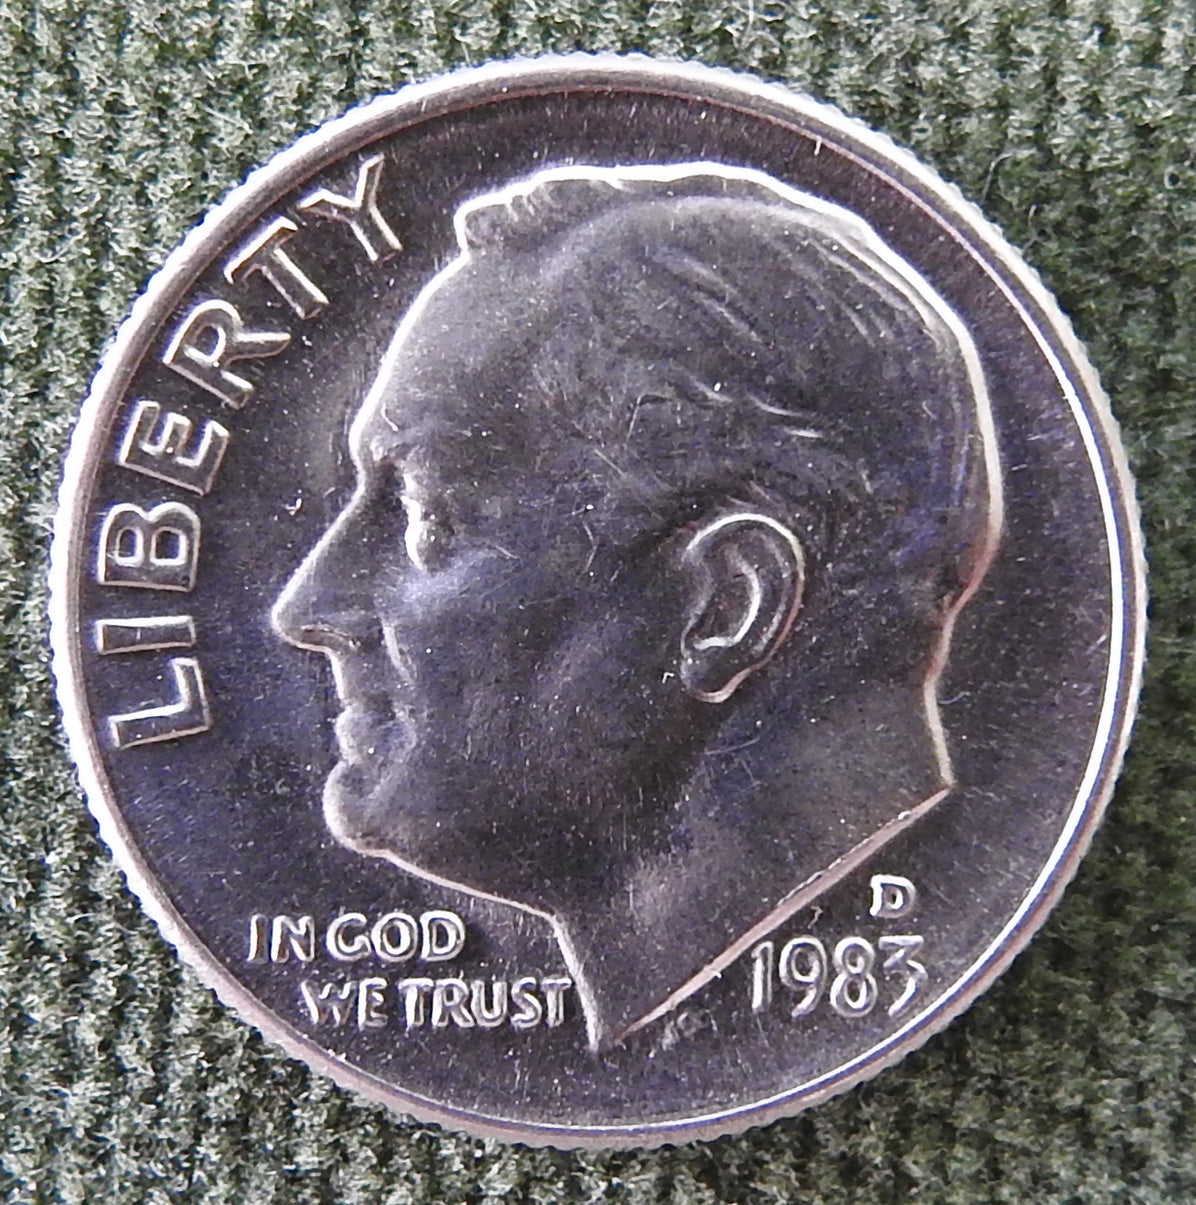 LIBERTY
IN GOD
WE TRUST
D
1983